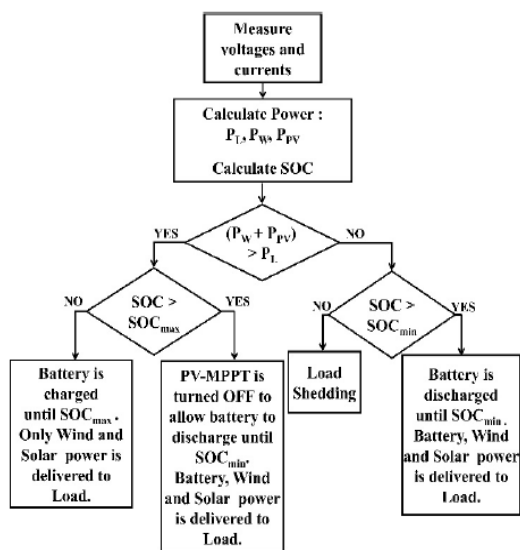 Measure
voltages and
currents
Calculate Power :
P_L, P_W, P_PV
Calculate SOC
(P_W + P_PV)
> P_L
YES
NO
SOC >
SOC_max
NO
YES
SOC >
SOC_min
NO
YES
Battery is
charged
until SOC_max.
Only Wind and
Solar power is
delivered to
Load.
PV-MPPT is
turned OFF to
allow battery to
discharge until
SOC_min.
Battery, Wind
and Solar power
is delivered to
Load.
Load
Shedding
Battery is
discharged
until SOC_min.
Battery, Wind
and Solar power
is delivered to
Load.